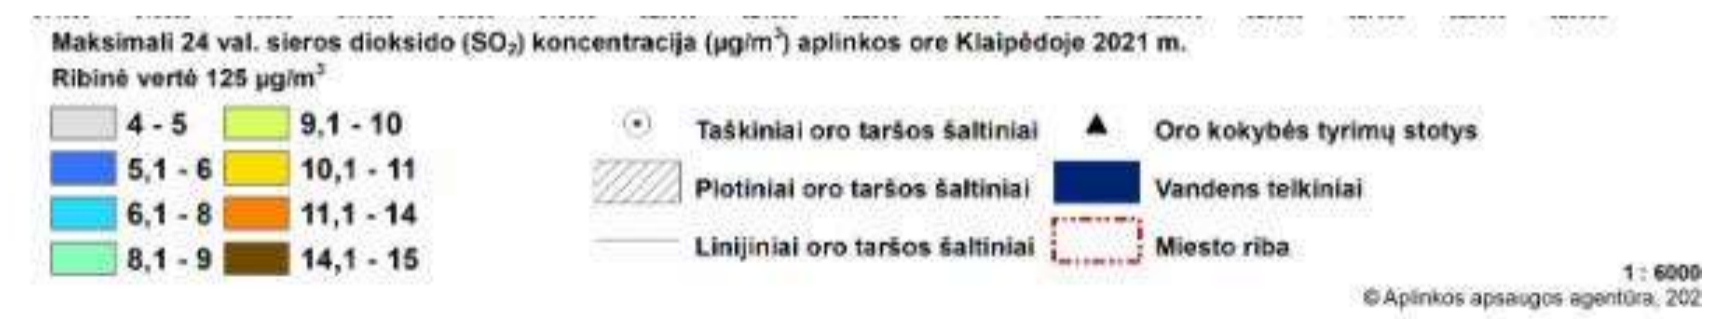 Maksimali 24 val. sieros dioksido (SO₂) koncentracija (µg/m³) aplinkos ore Klaipėdoje 2021 m.
Ribinė vertė 125 µg/m³
4 - 5
5,1 - 6
6,1 - 8
8,1 - 9
9,1 - 10
10,1 - 11
11,1 - 14
14,1 - 15
Taškiniai oro taršos šaltiniai
Plotiniai oro taršos šaltiniai
Linijiniai oro taršos šaltiniai
Oro kokybės tyrimų stotys
Vandens telkiniai
Miesto riba
1 : 6000
© Aplinkos apsaugos agentūra, 202